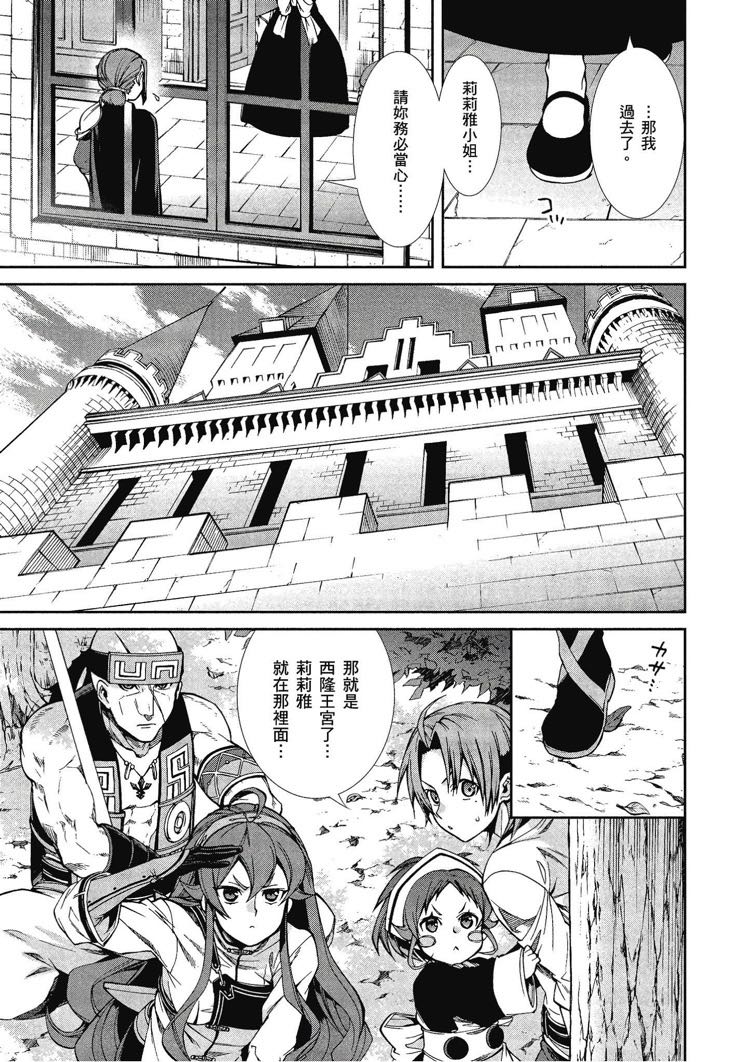 …那我
過去了。
コツ
莉莉雅小姐…
請妳務必當心……
カサ…
那就是
西隆王宮了…
莉莉雅
就在那裡面…